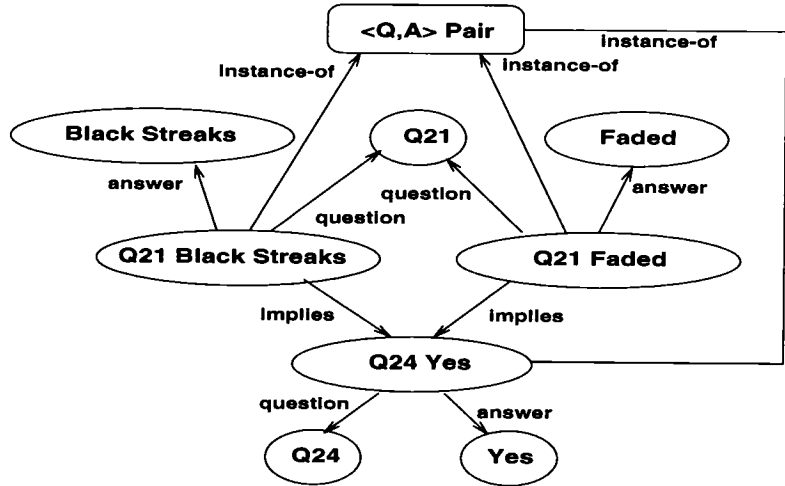 <Q,A> Pair
instance-of
instance-of
instance-of
Black Streaks
Q21
Faded
answer
question
question
answer
Q21 Black Streaks
Q21 Faded
implies
implies
Q24 Yes
question
answer
Q24
Yes